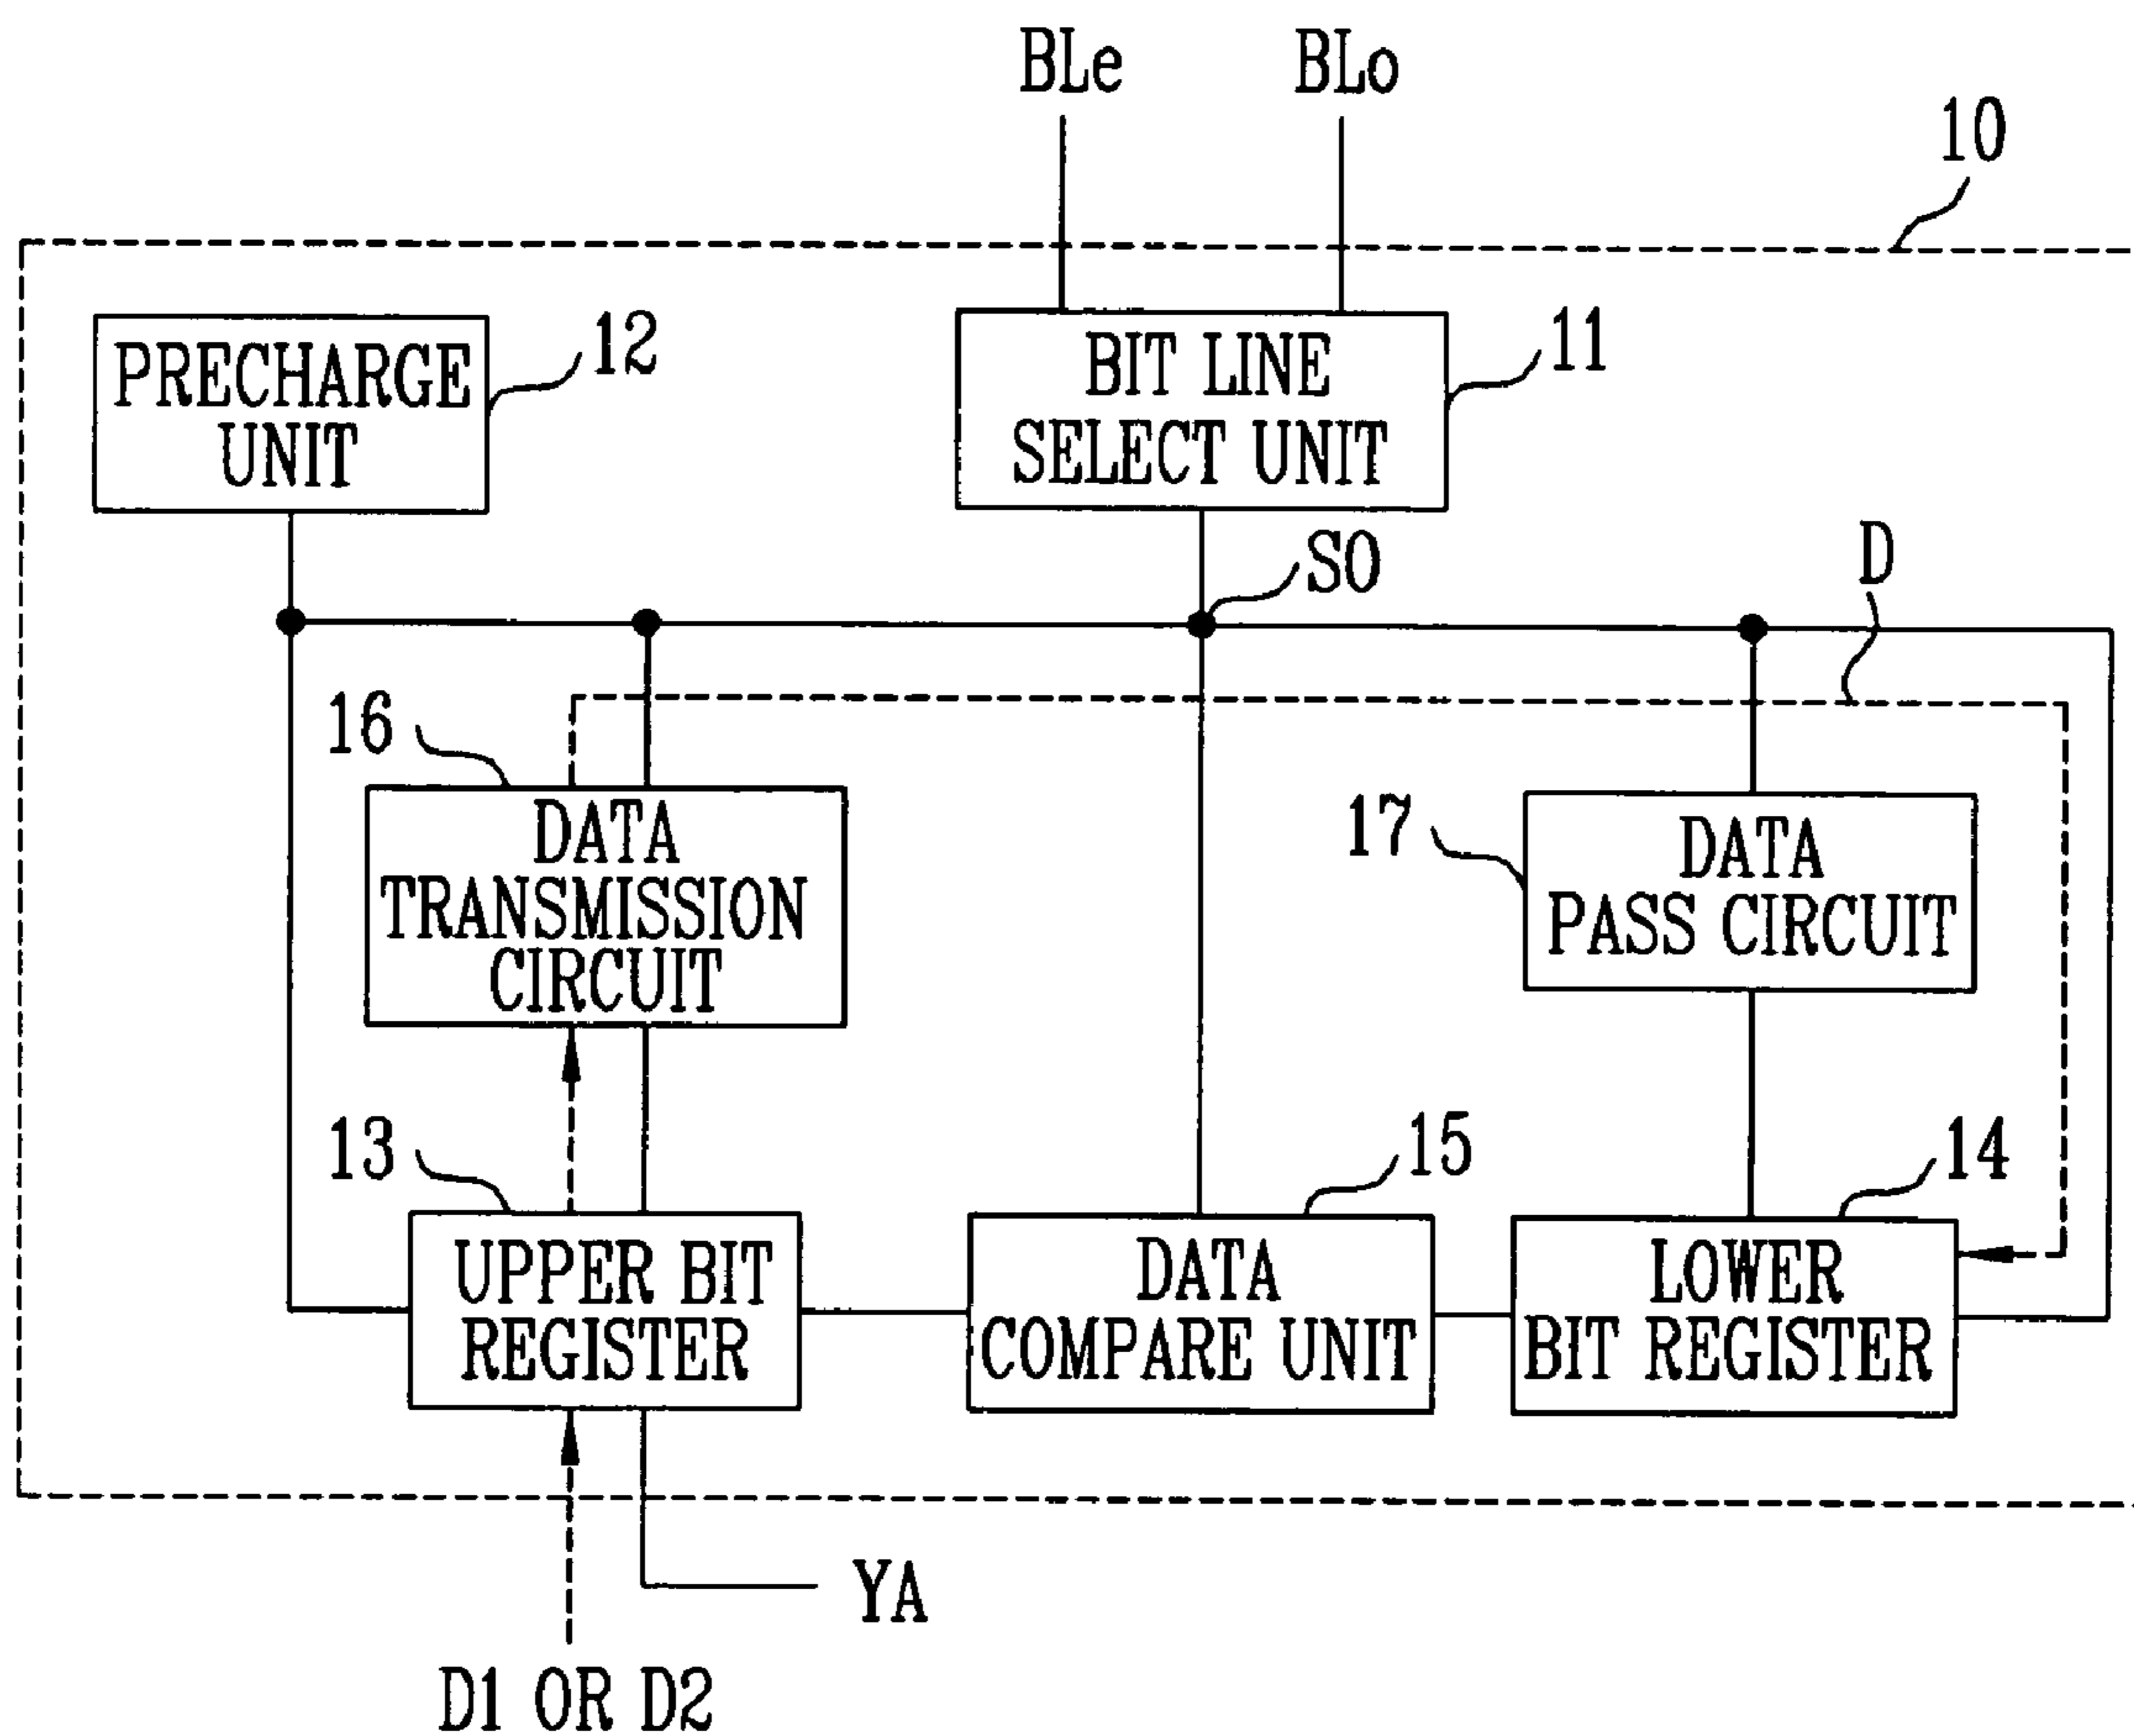 BLe BLo
10
PRECHARGE
UNIT
12
BIT LINE
SELECT UNIT
11
SO
D
16
DATA
TRANSMISSION
CIRCUIT
17
DATA
PASS CIRCUIT
13
UPPER BIT
REGISTER
15
DATA
COMPARE UNIT
14
LOWER
BIT REGISTER
YA
D1 OR D2